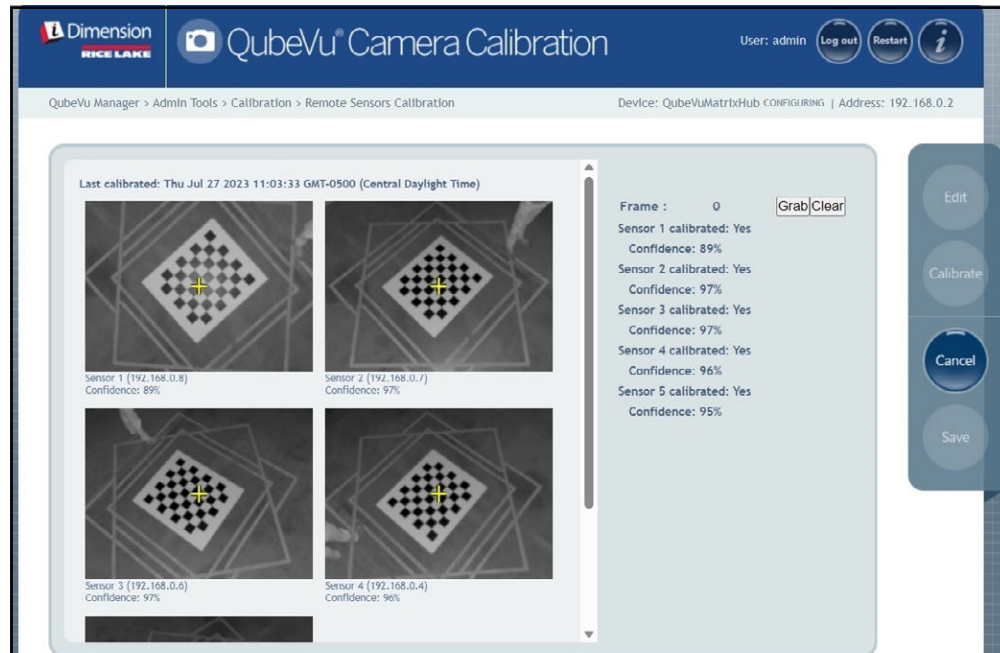 iDimension
RICE LAKE
QubeVu® Camera Calibration
User: admin
Log out
Restart
i
QubeVu Manager > Admin Tools > Calibration > Remote Sensors Calibration
Device: QubeVuMatrixHub CONFIGURING | Address: 192.168.0.2
Last calibrated: Thu Jul 27 2023 11:03:33 GMT-0500 (Central Daylight Time)
Sensor 1 (192.168.0.8)
Confidence: 89%
Sensor 2 (192.168.0.7)
Confidence: 97%
Sensor 3 (192.168.0.6)
Confidence: 97%
Sensor 4 (192.168.0.4)
Confidence: 96%
Frame : 0 Grab Clear
Sensor 1 calibrated: Yes
Confidence: 89%
Sensor 2 calibrated: Yes
Confidence: 97%
Sensor 3 calibrated: Yes
Confidence: 97%
Sensor 4 calibrated: Yes
Confidence: 96%
Sensor 5 calibrated: Yes
Confidence: 95%
Edit
Calibrate
Cancel
Save